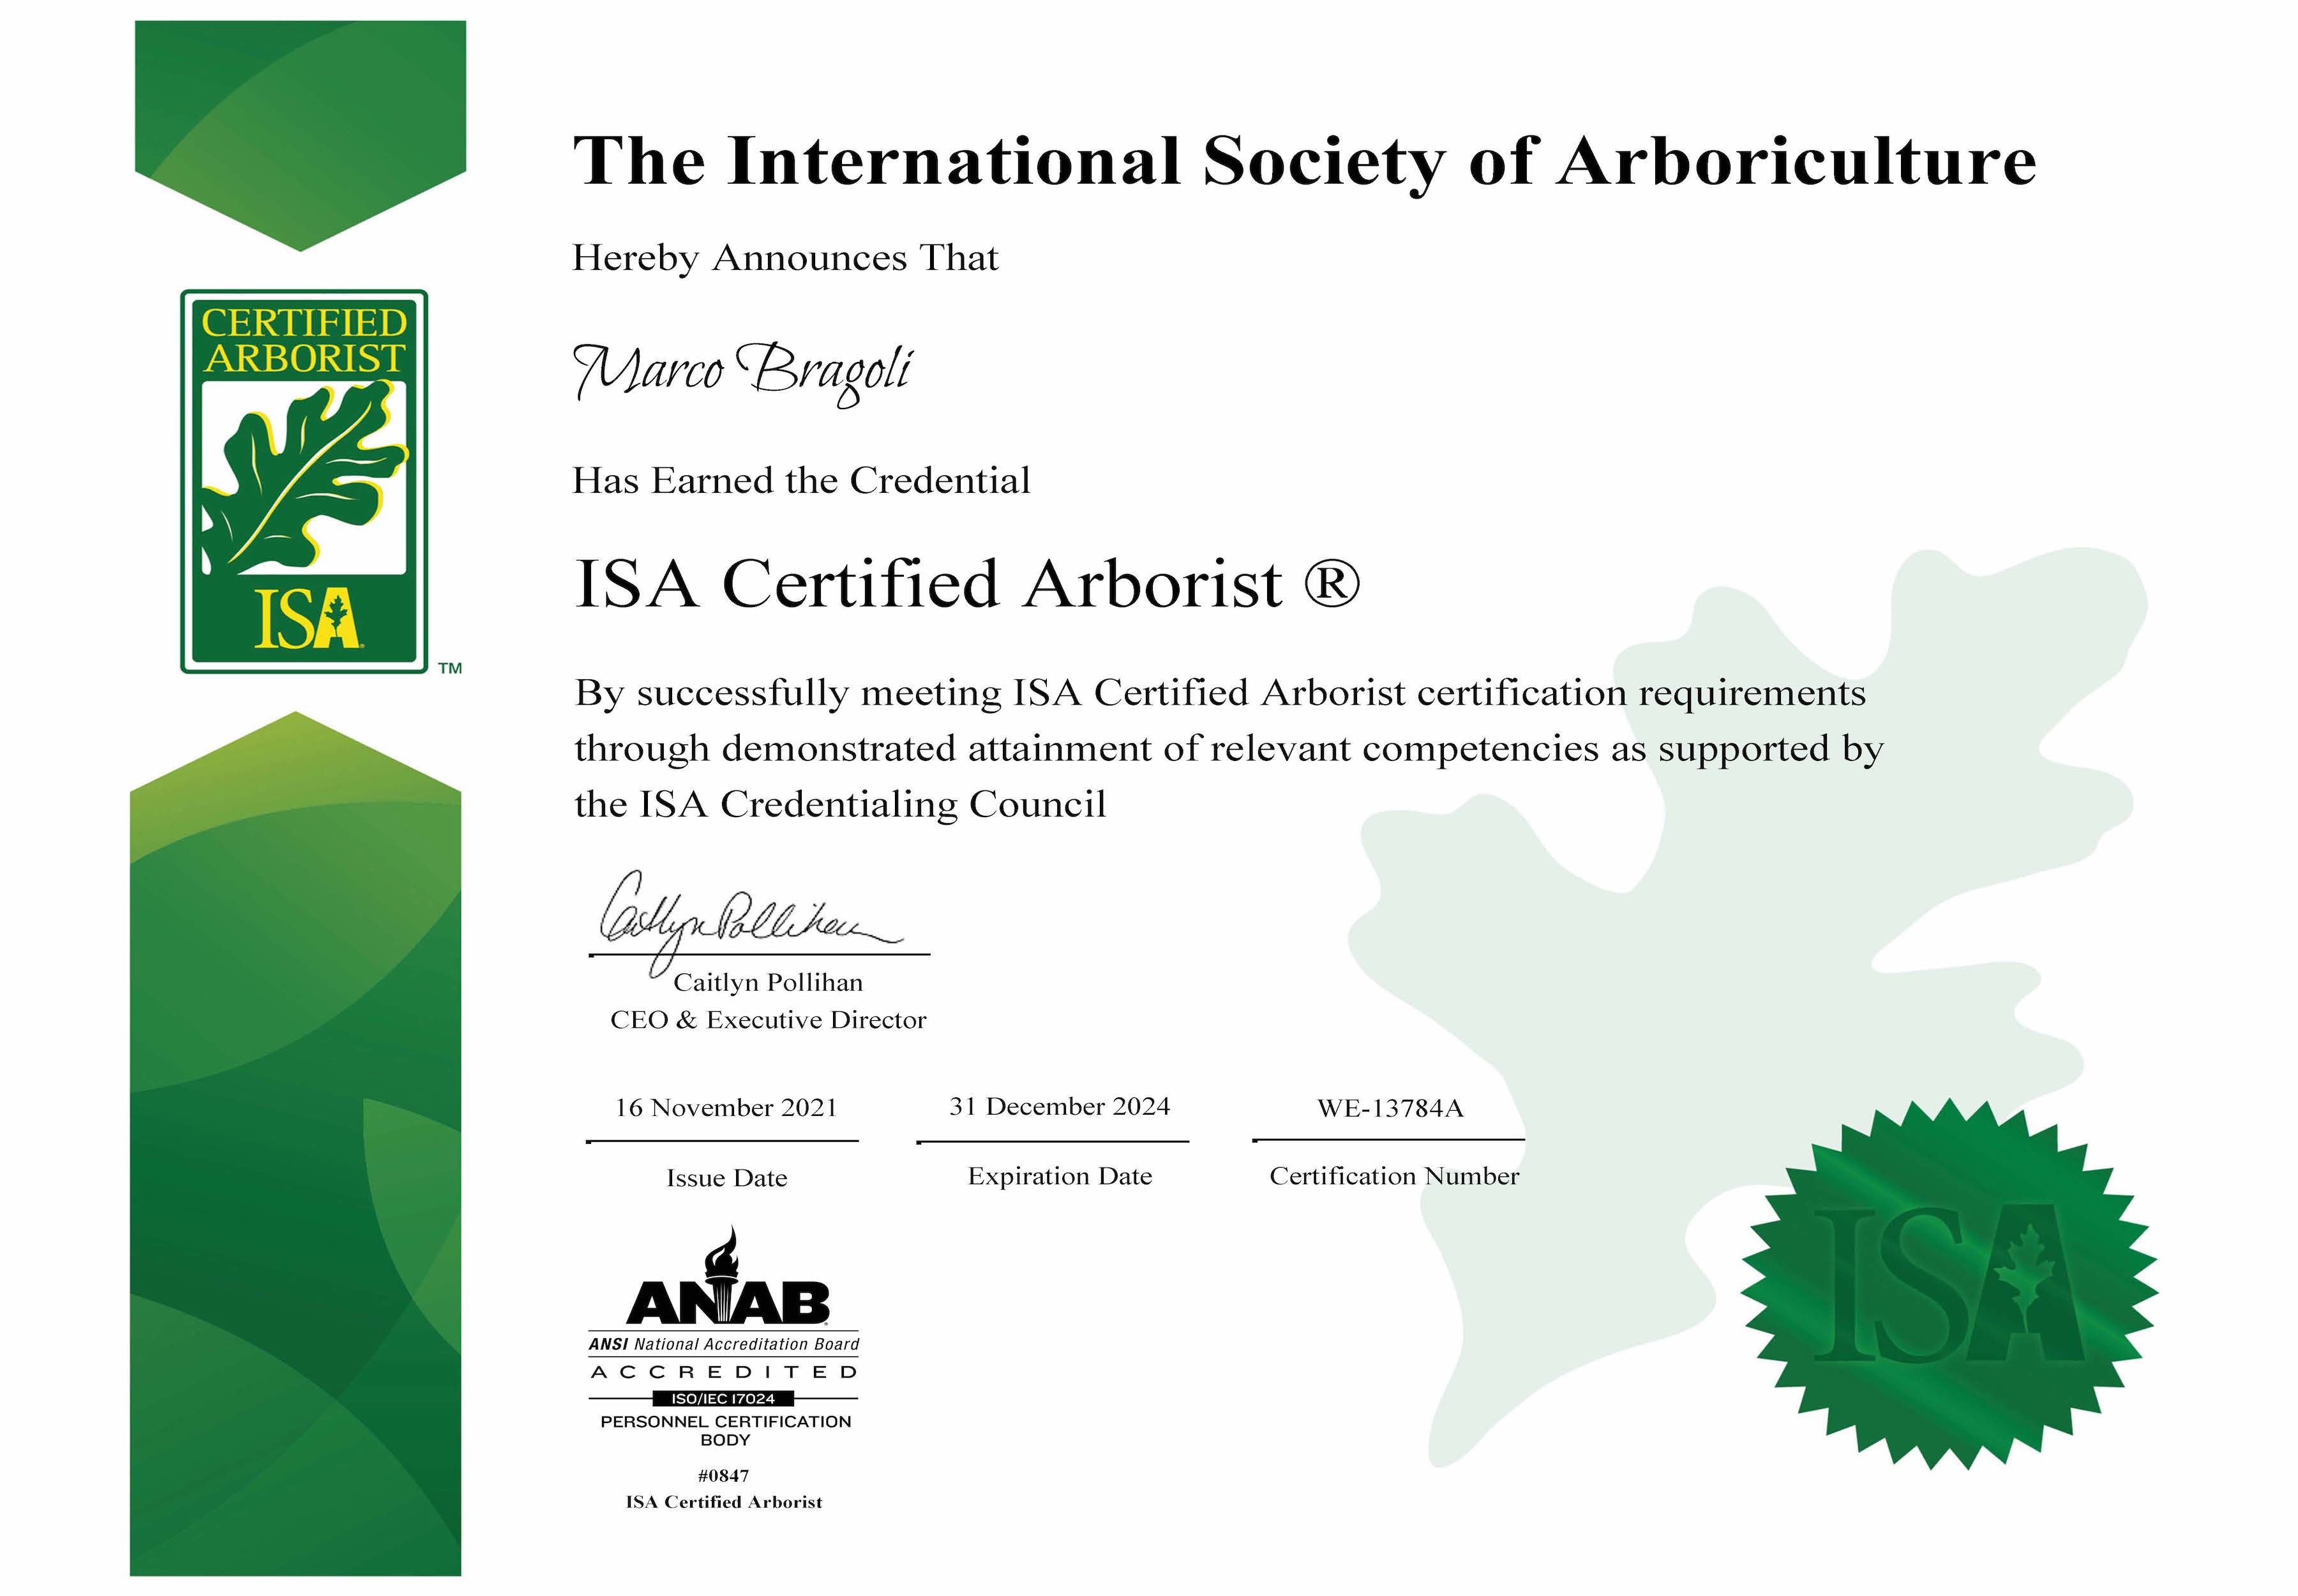 The International Society of Arboriculture
Hereby Announces That
CERTIFIED
ARBORIST
ISA
TM
Marco Bragoli
Has Earned the Credential
ISA Certified Arborist ®
By successfully meeting ISA Certified Arborist certification requirements
through demonstrated attainment of relevant competencies as supported by
the ISA Credentialing Council
Caitlyn Pollihan
Caitlyn Pollihan
CEO & Executive Director
16 November 2021
31 December 2024
WE-13784A
Issue Date
Expiration Date
Certification Number
ANAB
ANSI National Accreditation Board
ACCREDITED
ISO/IEC 17024
PERSONNEL CERTIFICATION
BODY
#0847
ISA Certified Arborist
ISA